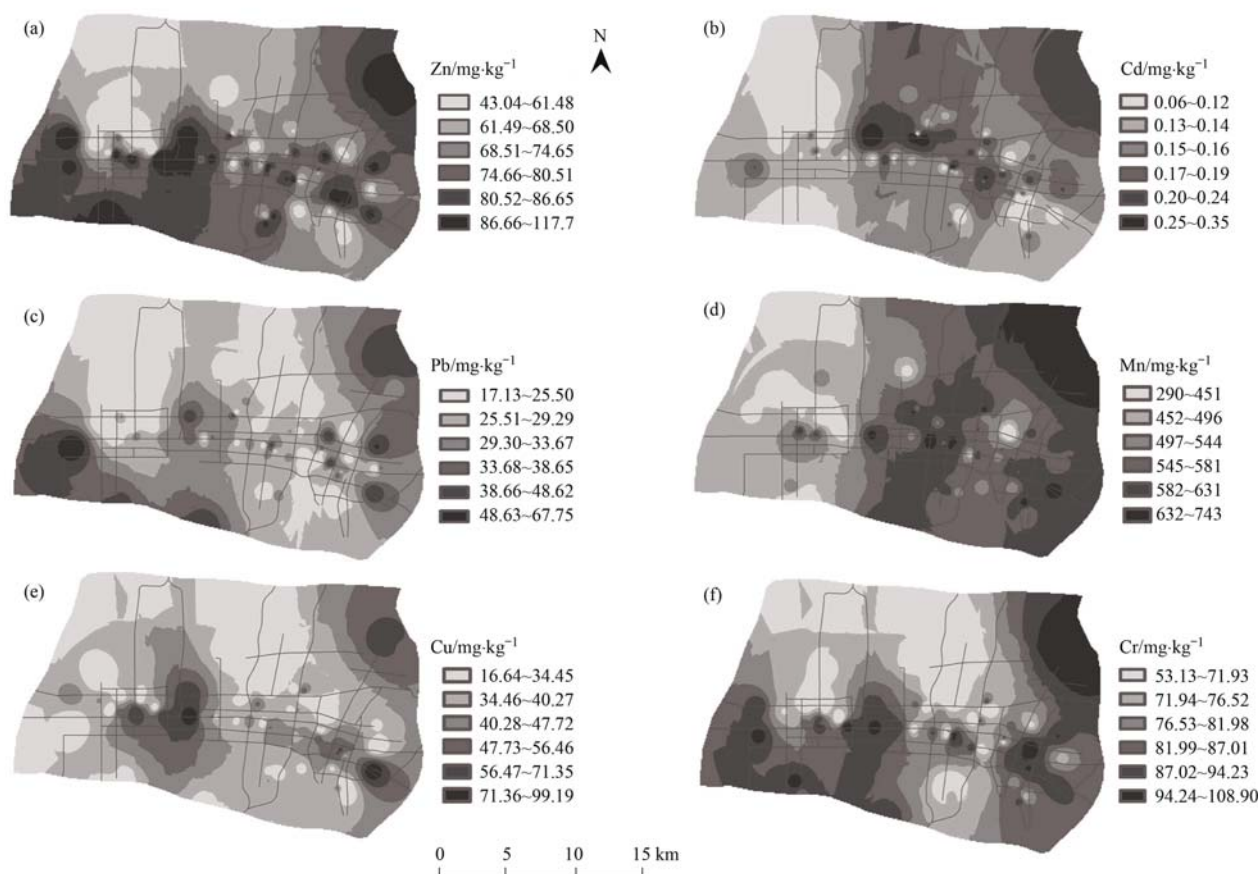 (a)
Zn/mg·kg⁻¹
43.04~61.48
61.49~68.50
68.51~74.65
74.66~80.51
80.52~86.65
86.66~117.7
N
(b)
Cd/mg·kg⁻¹
0.06~0.12
0.13~0.14
0.15~0.16
0.17~0.19
0.20~0.24
0.25~0.35
(c)
Pb/mg·kg⁻¹
17.13~25.50
25.51~29.29
29.30~33.67
33.68~38.65
38.66~48.62
48.63~67.75
(d)
Mn/mg·kg⁻¹
290~451
452~496
497~544
545~581
582~631
632~743
(e)
Cu/mg·kg⁻¹
16.64~34.45
34.46~40.27
40.28~47.72
47.73~56.46
56.47~71.35
71.36~99.19
(f)
Cr/mg·kg⁻¹
53.13~71.93
71.94~76.52
76.53~81.98
81.99~87.01
87.02~94.23
94.24~108.90
0 5 10 15 km